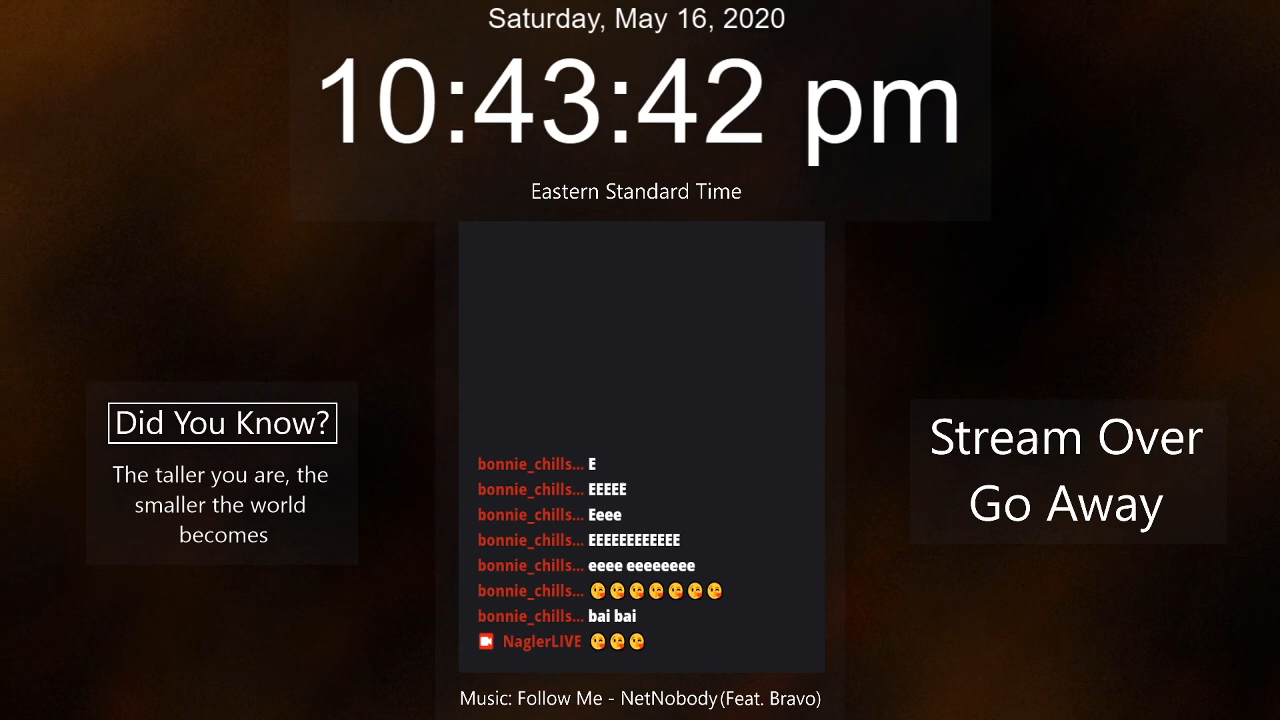 Saturday, May 16, 2020
10:43:42 pm
Eastern Standard Time
Did You Know?
The taller you are, the
smaller the world
becomes
bonnie_chills... E
bonnie_chills... EEEEE
bonnie_chills... Eeee
bonnie_chills... EEEEEEEEEEEE
bonnie_chills... eeee eeeeeeee
bonnie_chills... 😘😘😘😘😘😘😘
bonnie_chills... bai bai
NaglerLIVE 😘😘😘
Stream Over
Go Away
Music: Follow Me - NetNobody(Feat. Bravo)